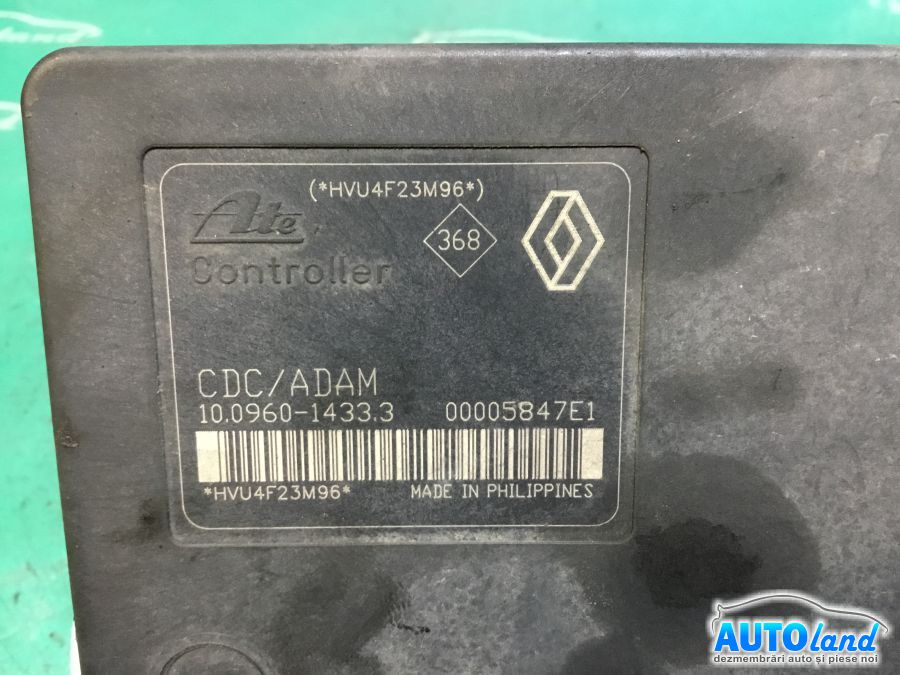 (*HVU4F23M96*)
Ate
368
Controller
CDC/ADAM
10.0960-1433.3 00005847E1
*HVU4F23M96* MADE IN PHILIPPINES
AUTOland
dezmembrări auto și piese noi